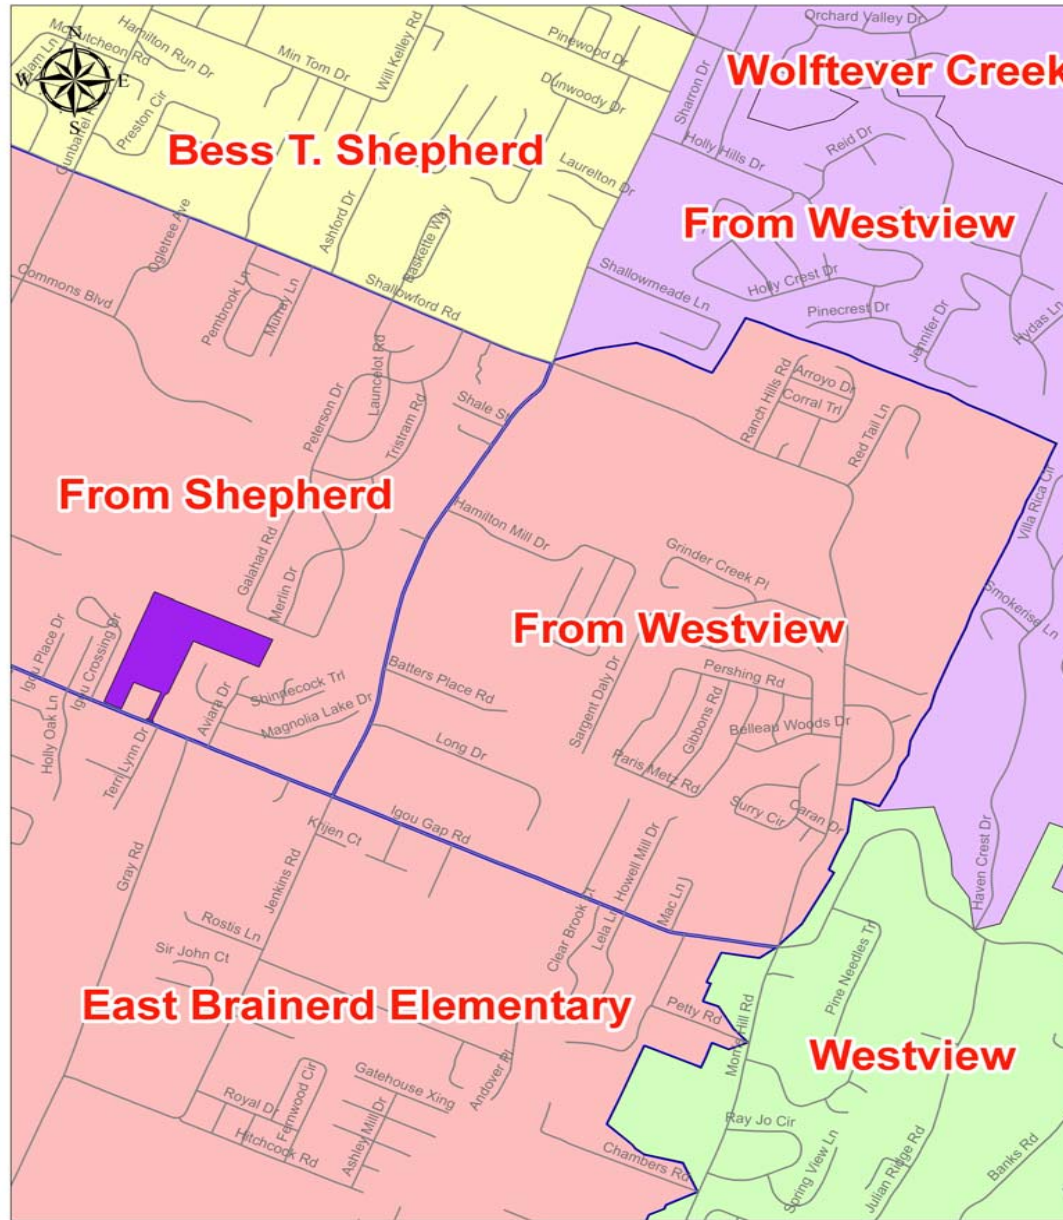 Orchard Valley Dr
N
McCutcheon Rd
Hamilton Run Dr
Will Kelley Rd
Pinewood Dr
Elam Ln
Min Tom Dr
Sharron Dr
Wolftever Creek
W
E
S
Gunbarrel
Preston Cir
Dunwoody Dr
Bess T. Shepherd
Holly Hills Dr
Reid Dr
Laurelton Dr
Ogletree Ave
Ashford Dr
Baskette Way
From Westview
Commons Blvd
Pembrook Ln
Murray Ln
Shallowford Rd
Shallowmeade Ln
Holly Crest Dr
Pinecrest Dr
Jennifer Dr
Hydas Ln
Peterson Dr
Launcelot Rd
Tristram Rd
Shale St
Ranch Hills Rd
Arroyo Dr
Corral Trl
Red Tail Ln
Villa Rica Cir
From Shepherd
Hamilton Mill Dr
Galahad Rd
Merlin Dr
Grinder Creek Pl
Smokerise Ln
From Westview
Igou Place Dr
Igou Crossing Dr
Holly Oak Ln
Aviara Dr
Shinnecock Trl
Magnolia Lake Dr
Batters Place Rd
Sargent Daly Dr
Pershing Rd
Gibbons Rd
Belleau Woods Dr
Terri Lynn Dr
Long Dr
Paris Metz Rd
Surry Cir
Caran Dr
Gray Rd
Khjen Ct
Igou Gap Rd
Jenkins Rd
Howell Mill Dr
Haven Crest Dr
Rostis Ln
Clear Brook Ct
Lela Ln
Mac Ln
Sir John Ct
Pine Needles Trl
East Brainerd Elementary
Petty Rd
Morris Hill Rd
Westview
Gatehouse Xing
Andover Pl
Royal Dr
Fernwood Cir
Hitchcock Rd
Ashley Mill Dr
Ray Jo Cir
Chambers Rd
Spring View Ln
Julian Ridge Rd
Banks Rd